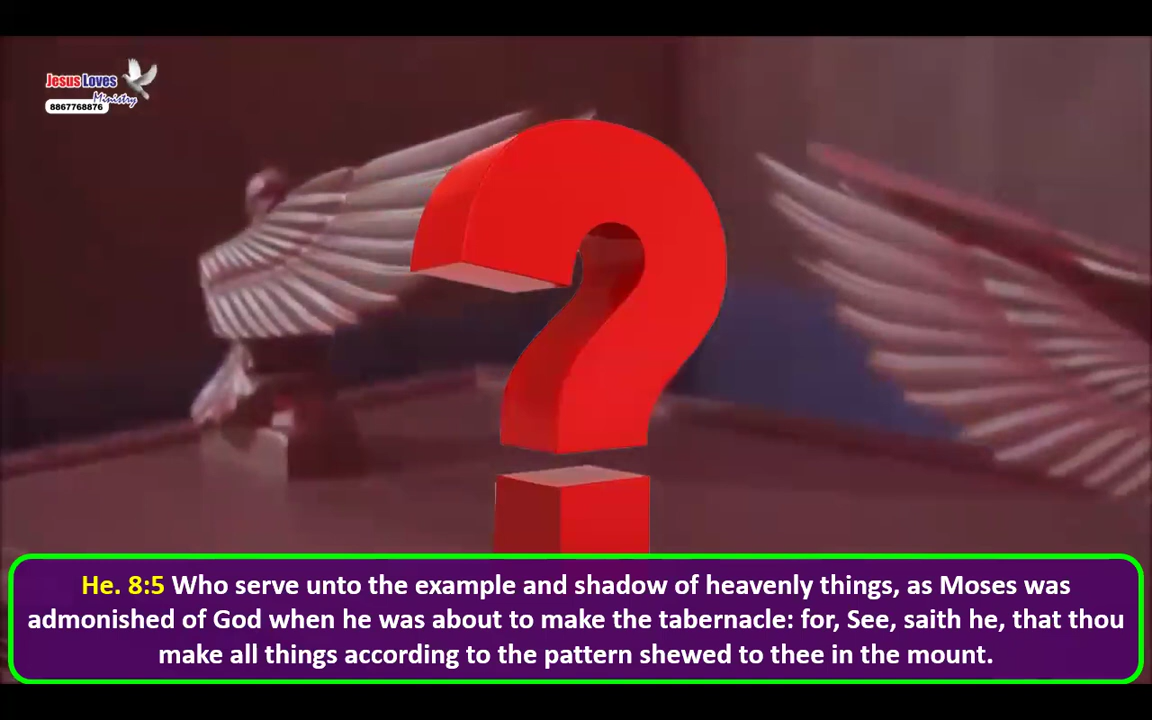 Jesus Loves
Ministry
8867768876
He. 8:5 Who serve unto the example and shadow of heavenly things, as Moses was
admonished of God when he was about to make the tabernacle: for, See, saith he, that thou
make all things according to the pattern shewed to thee in the mount.